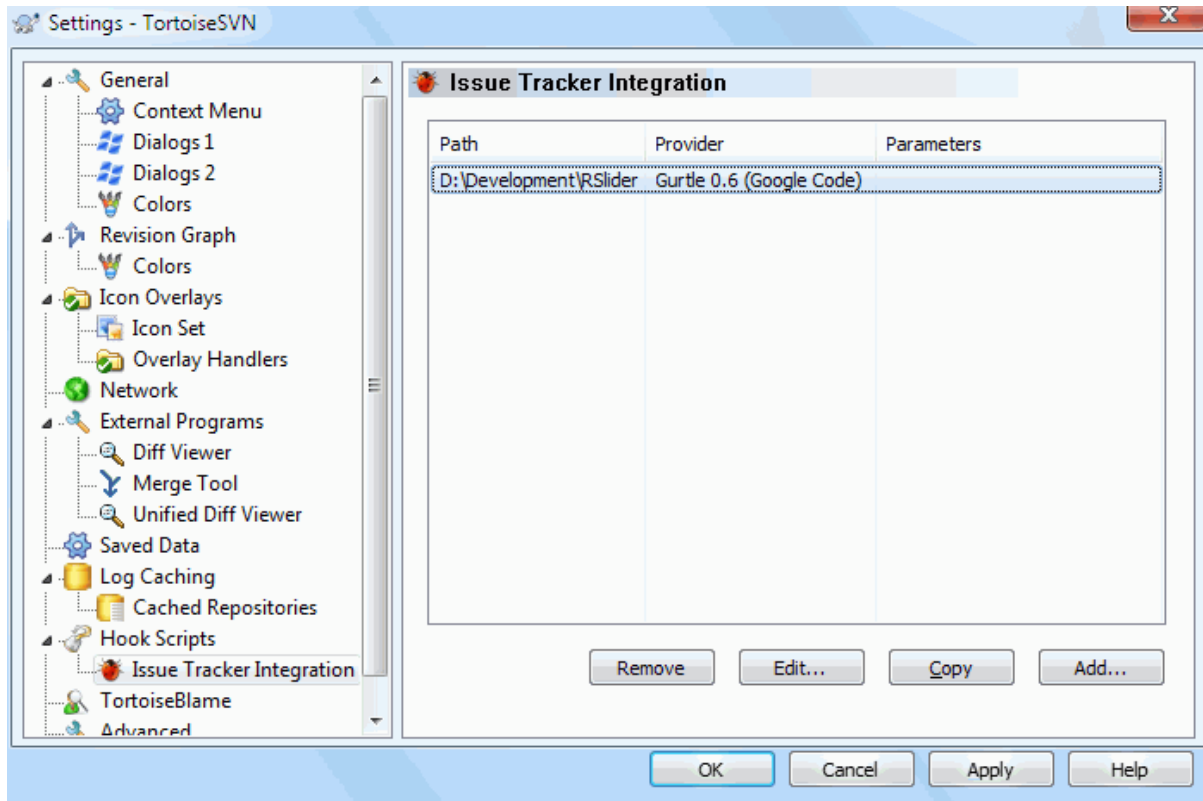 Settings - TortoiseSVN
General
Context Menu
Dialogs 1
Dialogs 2
Colors
Revision Graph
Colors
Icon Overlays
Icon Set
Overlay Handlers
Network
External Programs
Diff Viewer
Merge Tool
Unified Diff Viewer
Saved Data
Log Caching
Cached Repositories
Hook Scripts
Issue Tracker Integration
TortoiseBlame
Advanced
Issue Tracker Integration
Path Provider Parameters
D:\Development\RSlider Gurtle 0.6 (Google Code)
Remove Edit... Copy Add...
OK Cancel Apply Help